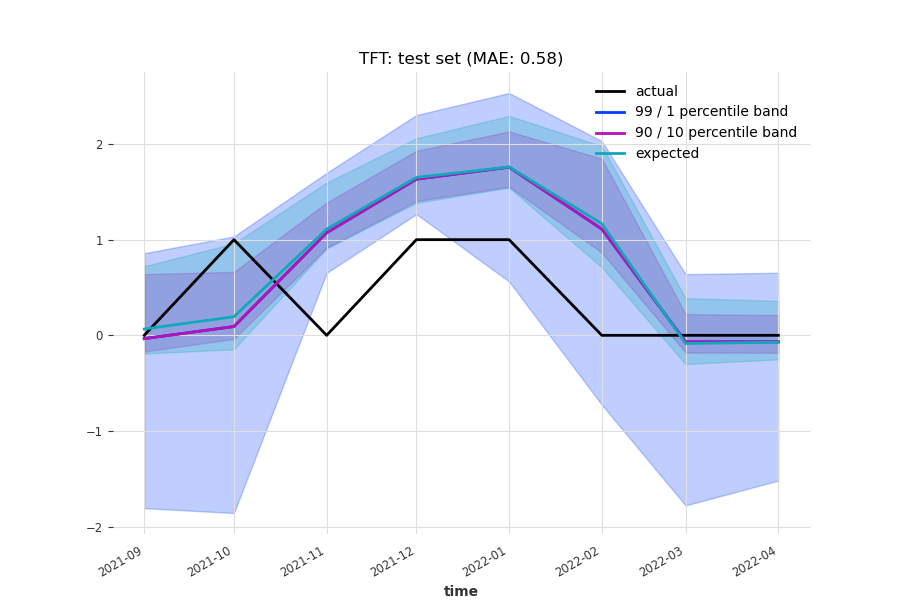 TFT: test set (MAE: 0.58)
actual
99 / 1 percentile band
90 / 10 percentile band
expected
2
1
0
−1
−2
2021-09
2021-10
2021-11
2021-12
2022-01
2022-02
2022-03
2022-04
time